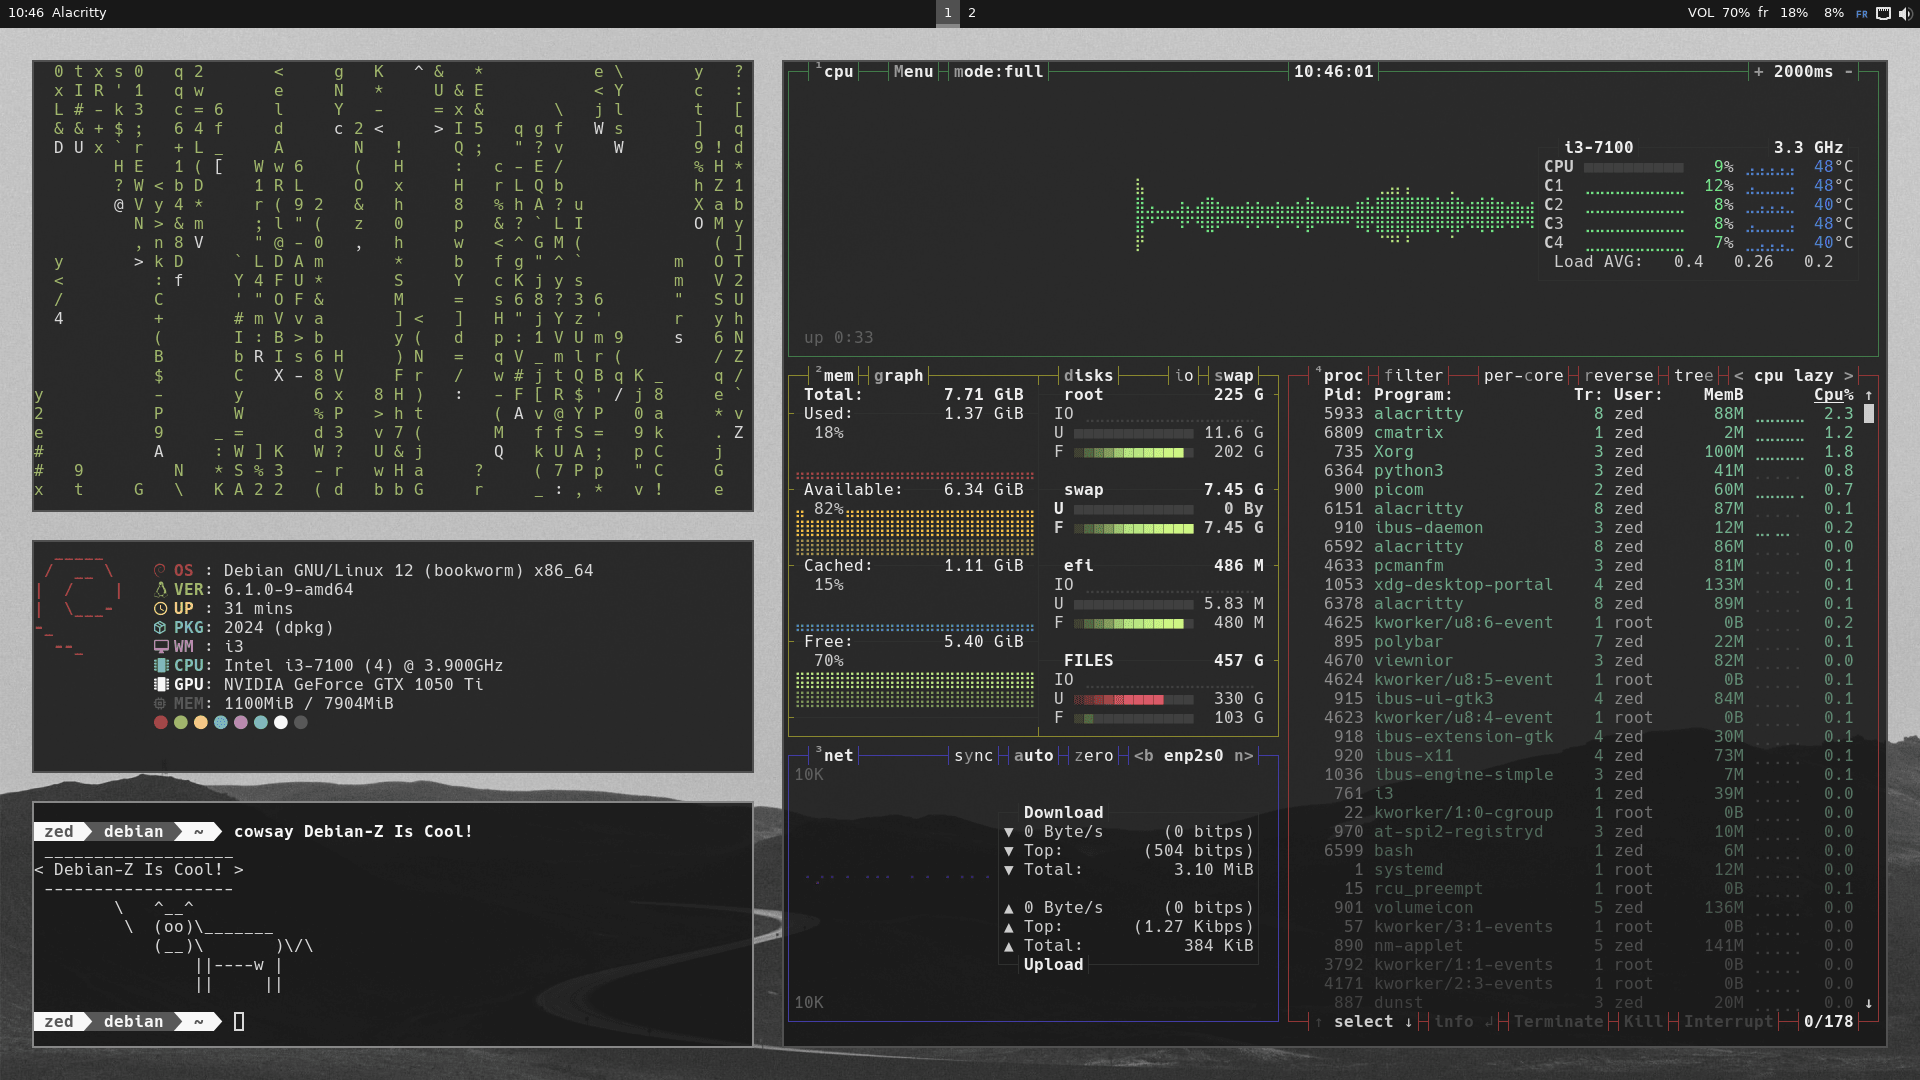 10:46 Alacritty
1 2
VOL 70% fr 18% 8% FR
OS : Debian GNU/Linux 12 (bookworm) x86_64
VER: 6.1.0-9-amd64
UP : 31 mins
PKG: 2024 (dpkg)
WM : i3
CPU: Intel i3-7100 (4) @ 3.900GHz
GPU: NVIDIA GeForce GTX 1050 Ti
MEM: 1100MiB / 7904MiB
zed debian ~ cowsay Debian-Z Is Cool!
 ___________________
< Debian-Z Is Cool! >
 -------------------
        \   ^__^
         \  (oo)\_______
            (__)\       )\/\
                ||----w |
                ||     ||
zed debian ~
¹cpu Menu mode:full 10:46:01 + 2000ms -
i3-7100 3.3 GHz
CPU 9% 48°C
C1 12% 48°C
C2 8% 40°C
C3 8% 48°C
C4 7% 40°C
Load AVG: 0.4 0.26 0.2
up 0:33
²mem graph disks io swap
Total: 7.71 GiB
Used: 1.37 GiB
18%
Available: 6.34 GiB
82%
Cached: 1.11 GiB
15%
Free: 5.40 GiB
70%
root 225 G
IO
U 11.6 G
F 202 G
swap 7.45 G
U 0 By
F 7.45 G
efi 486 M
IO
U 5.83 M
F 480 M
FILES 457 G
IO
U 330 G
F 103 G
³net sync auto zero <b enp2s0 n>
10K
Download
▼ 0 Byte/s (0 bitps)
▼ Top: (504 bitps)
▼ Total: 3.10 MiB
▲ 0 Byte/s (0 bitps)
▲ Top: (1.27 Kibps)
▲ Total: 384 KiB
Upload
10K
⁴proc filter per-core reverse tree < cpu lazy >
Pid: Program: Tr: User: MemB Cpu% ↑
5933 alacritty 8 zed 88M 2.3
6809 cmatrix 1 zed 2M 1.2
735 Xorg 3 zed 100M 1.8
6364 python3 3 zed 41M 0.8
900 picom 2 zed 60M 0.7
6151 alacritty 8 zed 87M 0.1
910 ibus-daemon 3 zed 12M 0.2
6592 alacritty 8 zed 86M 0.0
4633 pcmanfm 3 zed 81M 0.1
1053 xdg-desktop-portal 4 zed 133M 0.1
6378 alacritty 8 zed 89M 0.1
4625 kworker/u8:6-event 1 root 0B 0.2
895 polybar 7 zed 22M 0.1
4670 viewnior 3 zed 82M 0.0
4624 kworker/u8:5-event 1 root 0B 0.1
915 ibus-ui-gtk3 4 zed 84M 0.1
4623 kworker/u8:4-event 1 root 0B 0.1
918 ibus-extension-gtk 4 zed 30M 0.1
920 ibus-x11 4 zed 73M 0.1
1036 ibus-engine-simple 3 zed 7M 0.1
761 i3 1 zed 39M 0.0
22 kworker/1:0-cgroup 1 root 0B 0.0
970 at-spi2-registryd 3 zed 10M 0.0
6599 bash 1 zed 6M 0.0
1 systemd 1 root 12M 0.0
15 rcu_preempt 1 root 0B 0.1
901 volumeicon 5 zed 136M 0.0
57 kworker/3:1-events 1 root 0B 0.0
890 nm-applet 5 zed 141M 0.0
3792 kworker/1:1-events 1 root 0B 0.0
4171 kworker/2:3-events 1 root 0B 0.0
887 dunst 3 zed 20M 0.0 ↓
↑ select ↓ info ↲ Terminate Kill Interrupt 0/178